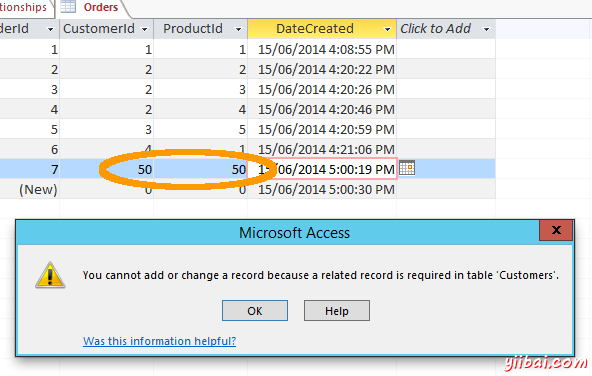 elationships Orders
derId CustomerId ProductId DateCreated Click to Add
1 1 1 15/06/2014 4:08:55 PM
2 2 2 15/06/2014 4:20:22 PM
3 2 3 15/06/2014 4:20:26 PM
4 2 4 15/06/2014 4:20:46 PM
5 3 5 15/06/2014 4:20:59 PM
6 4 1 15/06/2014 4:21:06 PM
7 50 50 15/06/2014 5:00:19 PM
(New) 0 0 15/06/2014 5:00:30 PM
Microsoft Access
You cannot add or change a record because a related record is required in table 'Customers'.
OK Help
Was this information helpful?
yiibai.com